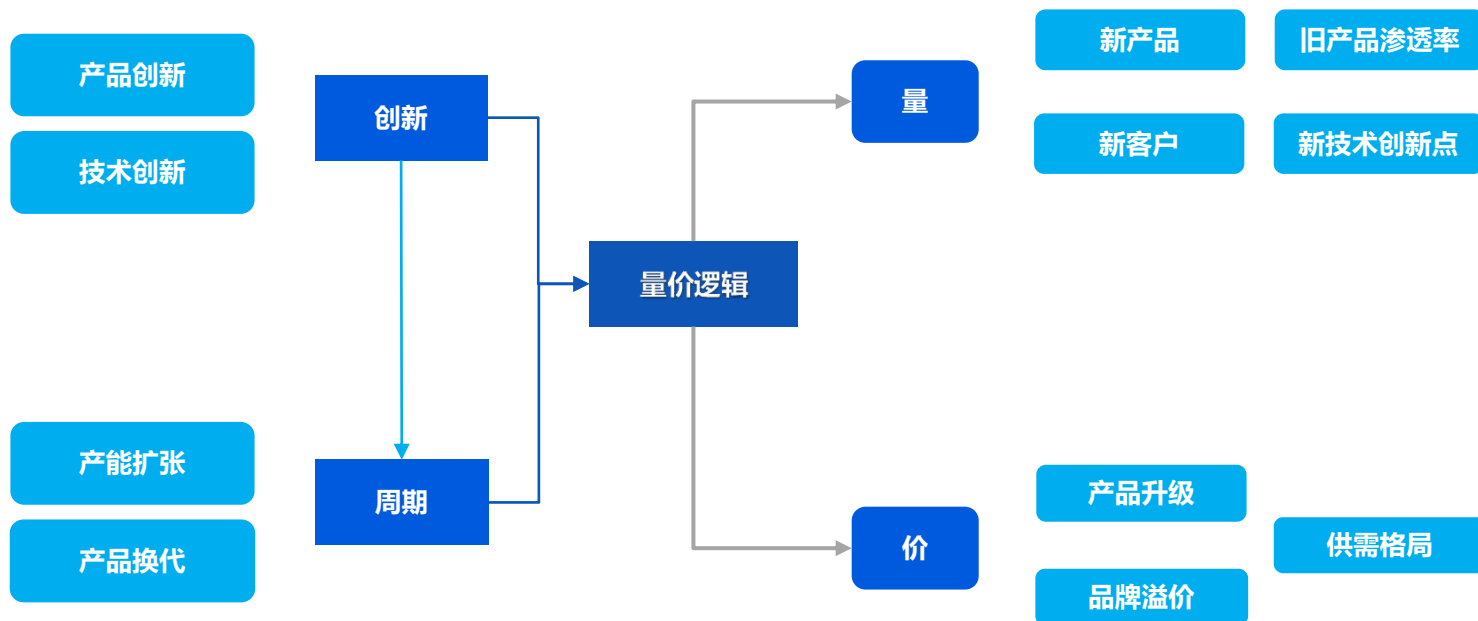 产品创新
技术创新
创新
产能扩张
产品换代
周期
量价逻辑
量
新产品
旧产品渗透率
新客户
新技术创新点
价
产品升级
供需格局
品牌溢价